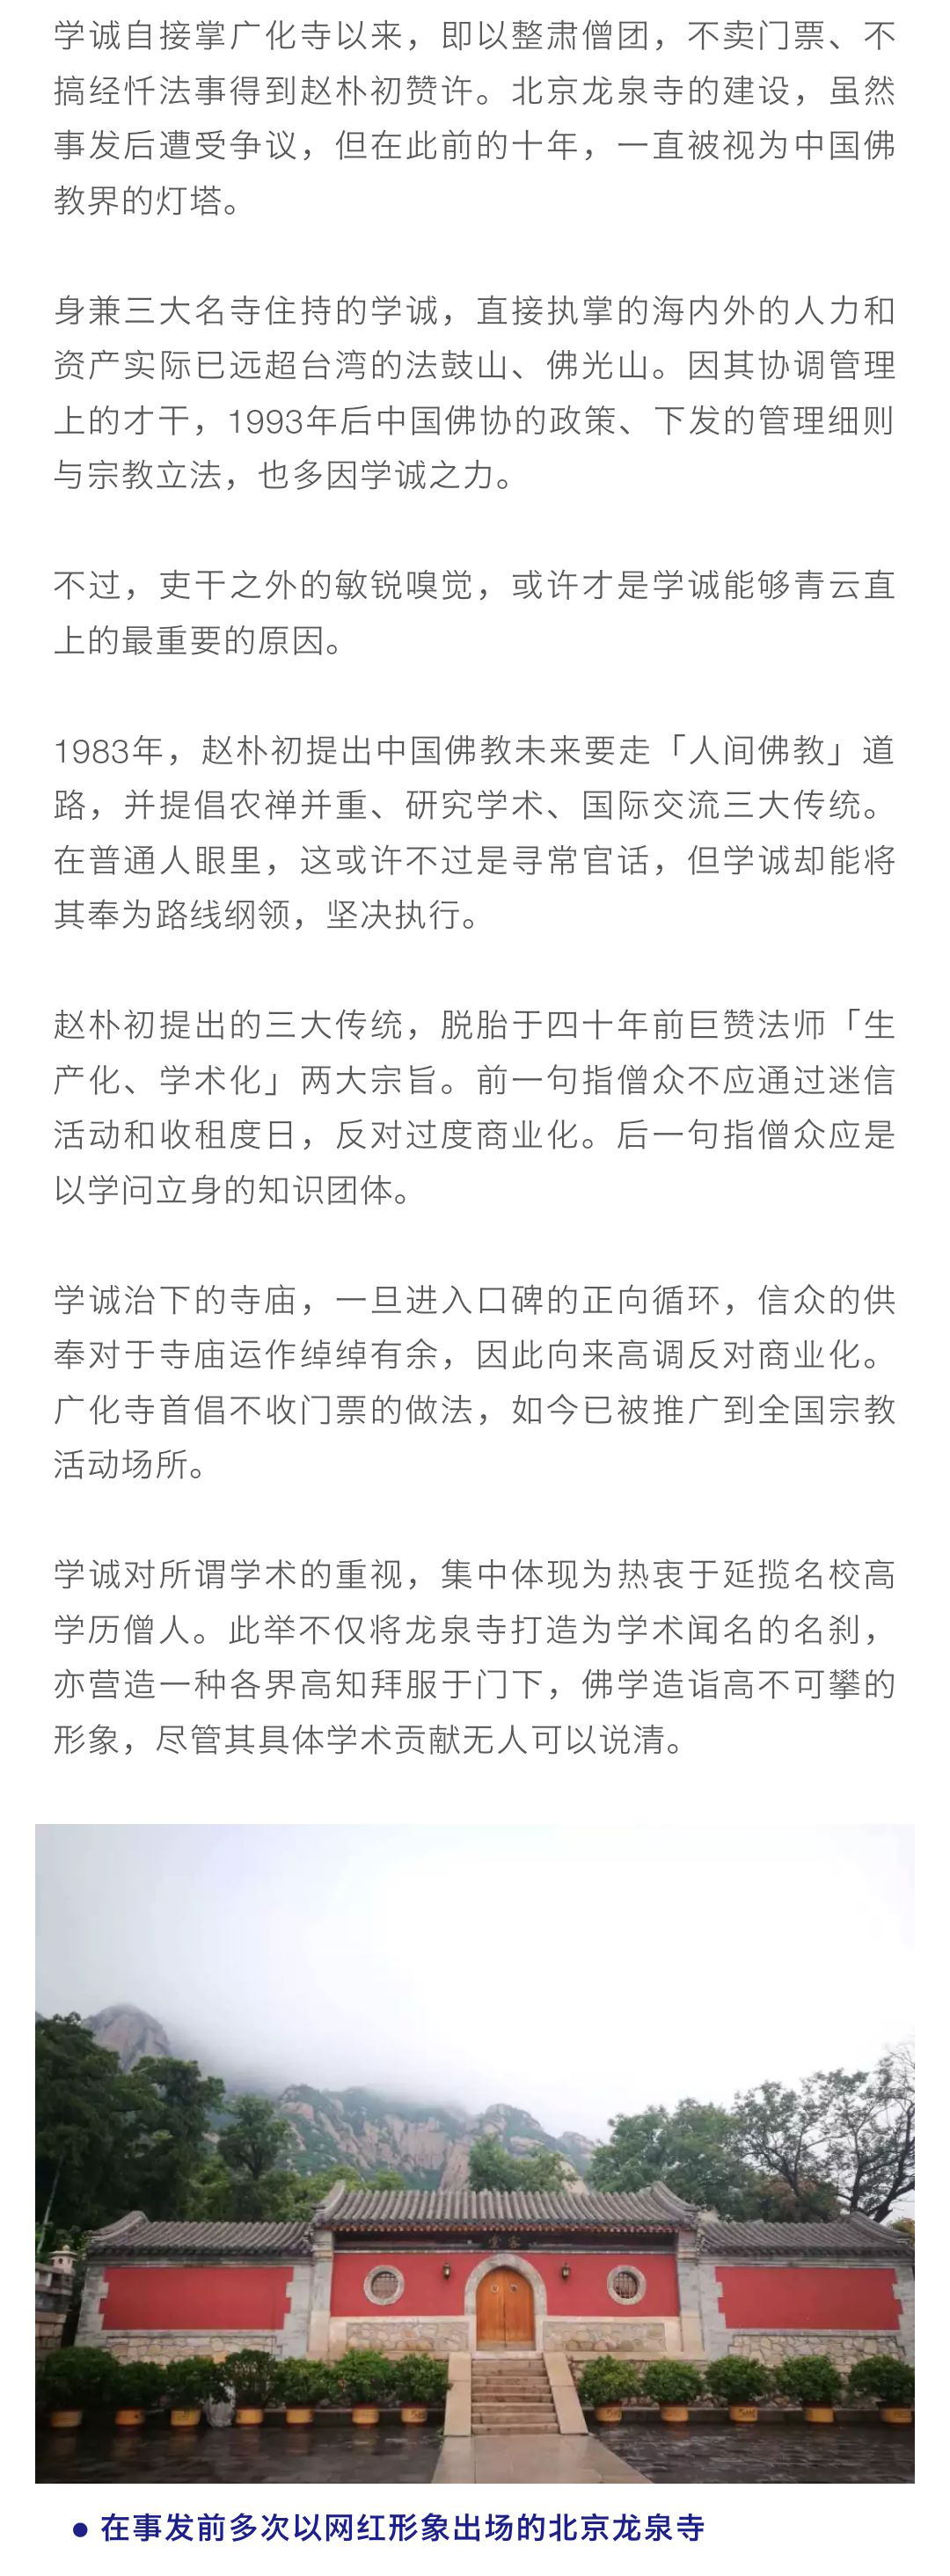 学诚自接掌广化寺以来，即以整肃僧团，不卖门票、不
搞经忏法事得到赵朴初赞许。北京龙泉寺的建设，虽然
事发后遭受争议，但在此前的十年，一直被视为中国佛
教界的灯塔。
身兼三大名寺住持的学诚，直接执掌的海内外的人力和
资产实际已远超台湾的法鼓山、佛光山。因其协调管理
上的才干，1993年后中国佛协的政策、下发的管理细则
与宗教立法，也多因学诚之力。
不过，吏干之外的敏锐嗅觉，或许才是学诚能够青云直
上的最重要的原因。
1983年，赵朴初提出中国佛教未来要走「人间佛教」道
路，并提倡农禅并重、研究学术、国际交流三大传统。
在普通人眼里，这或许不过是寻常官话，但学诚却能将
其奉为路线纲领，坚决执行。
赵朴初提出的三大传统，脱胎于四十年前巨赞法师「生
产化、学术化」两大宗旨。前一句指僧众不应通过迷信
活动和收租度日，反对过度商业化。后一句指僧众应是
以学问立身的知识团体。
学诚治下的寺庙，一旦进入口碑的正向循环，信众的供
奉对于寺庙运作绰绰有余，因此向来高调反对商业化。
广化寺首倡不收门票的做法，如今已被推广到全国宗教
活动场所。
学诚对所谓学术的重视，集中体现为热衷于延揽名校高
学历僧人。此举不仅将龙泉寺打造为学术闻名的名刹，
亦营造一种各界高知拜服于门下，佛学造诣高不可攀的
形象，尽管其具体学术贡献无人可以说清。
● 在事发前多次以网红形象出场的北京龙泉寺